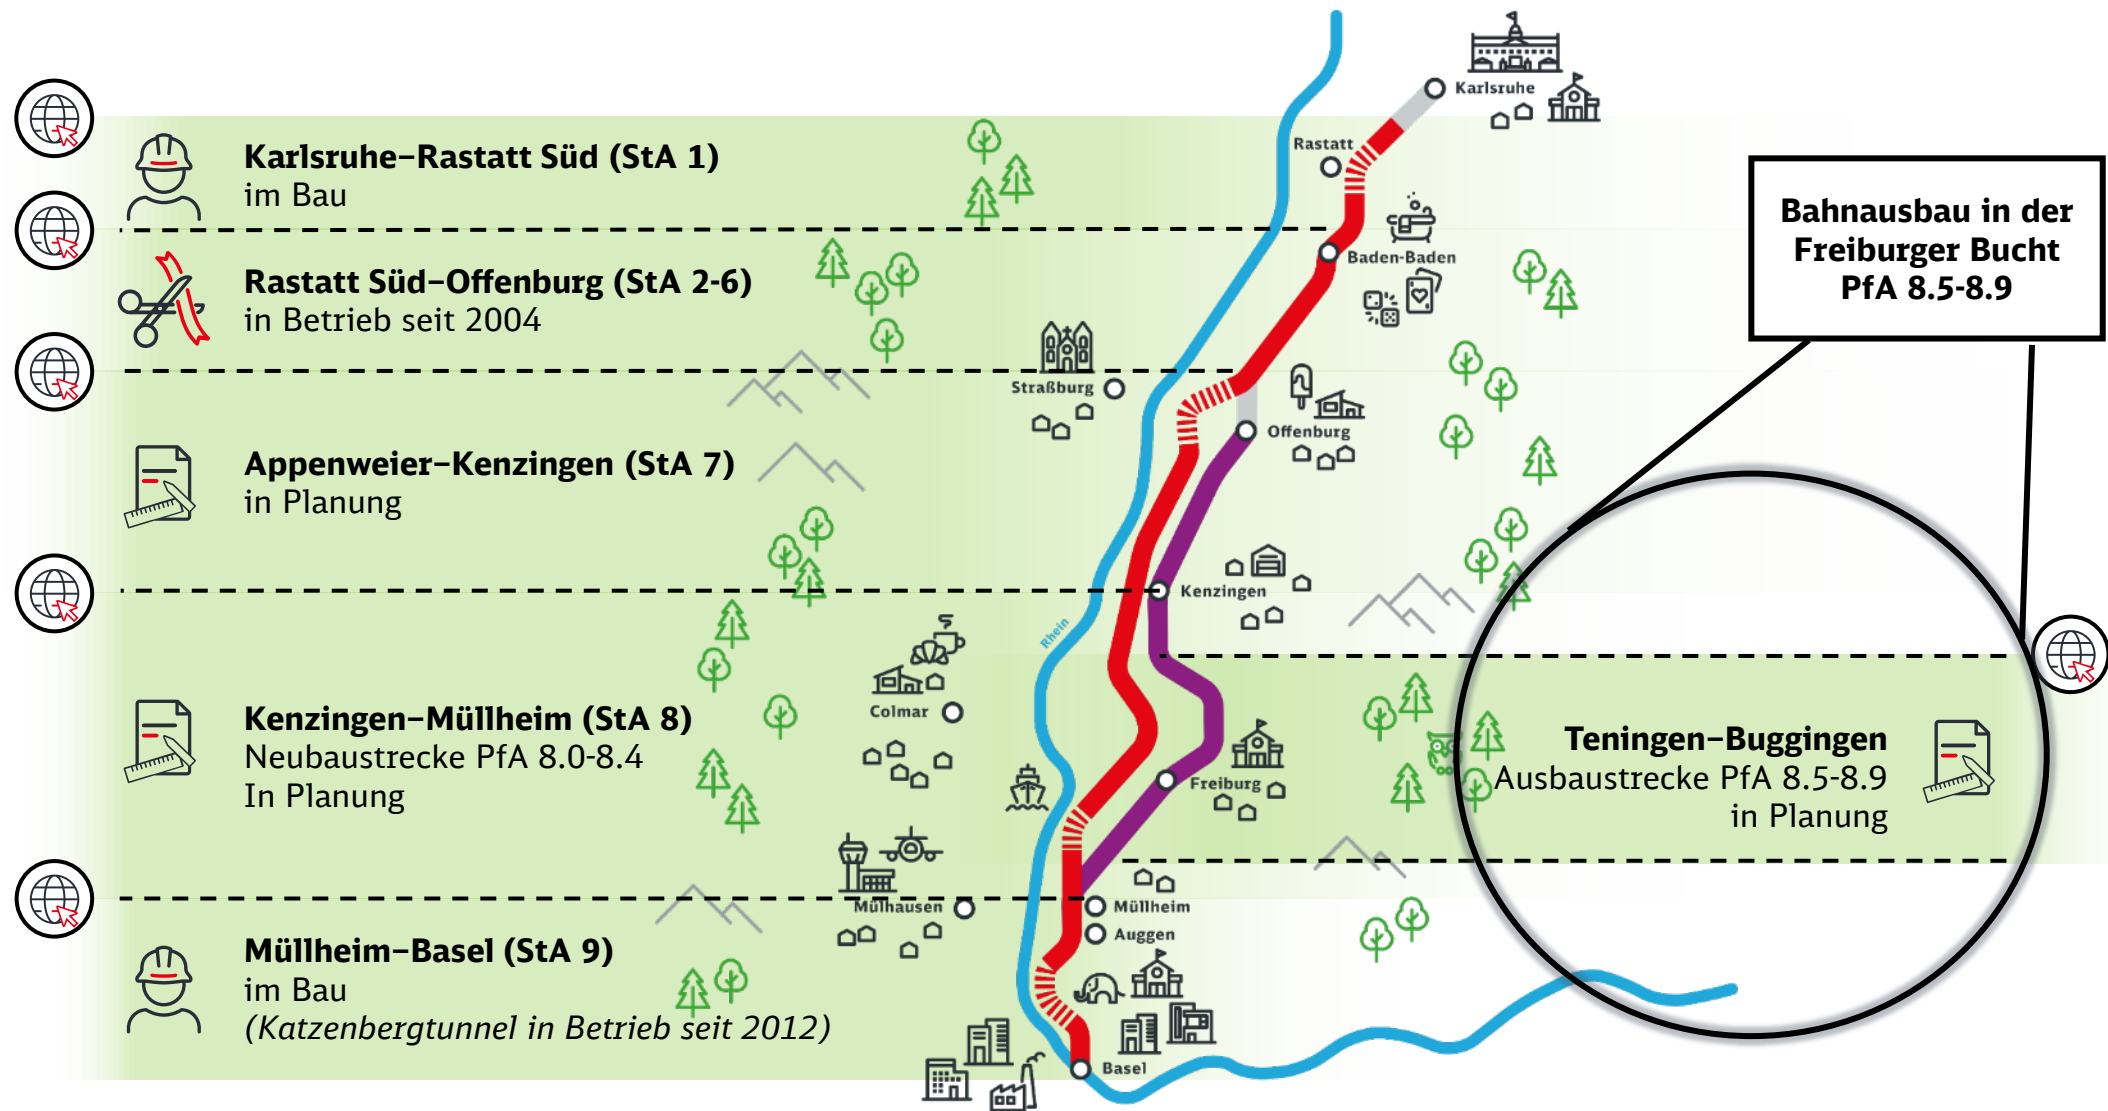 Karlsruhe–Rastatt Süd (StA 1)
im Bau
Rastatt Süd–Offenburg (StA 2-6)
in Betrieb seit 2004
Appenweier–Kenzingen (StA 7)
in Planung
Kenzingen–Müllheim (StA 8)
Neubaustrecke PfA 8.0-8.4
In Planung
Müllheim–Basel (StA 9)
im Bau
(Katzenbergtunnel in Betrieb seit 2012)
Karlsruhe
Rastatt
Baden-Baden
Straßburg
Offenburg
Kenzingen
Rhein
Colmar
Freiburg
Mülhausen
Müllheim
Auggen
Basel
Bahnausbau in der
Freiburger Bucht
PfA 8.5-8.9
Teningen–Buggingen
Ausbaustrecke PfA 8.5-8.9
in Planung